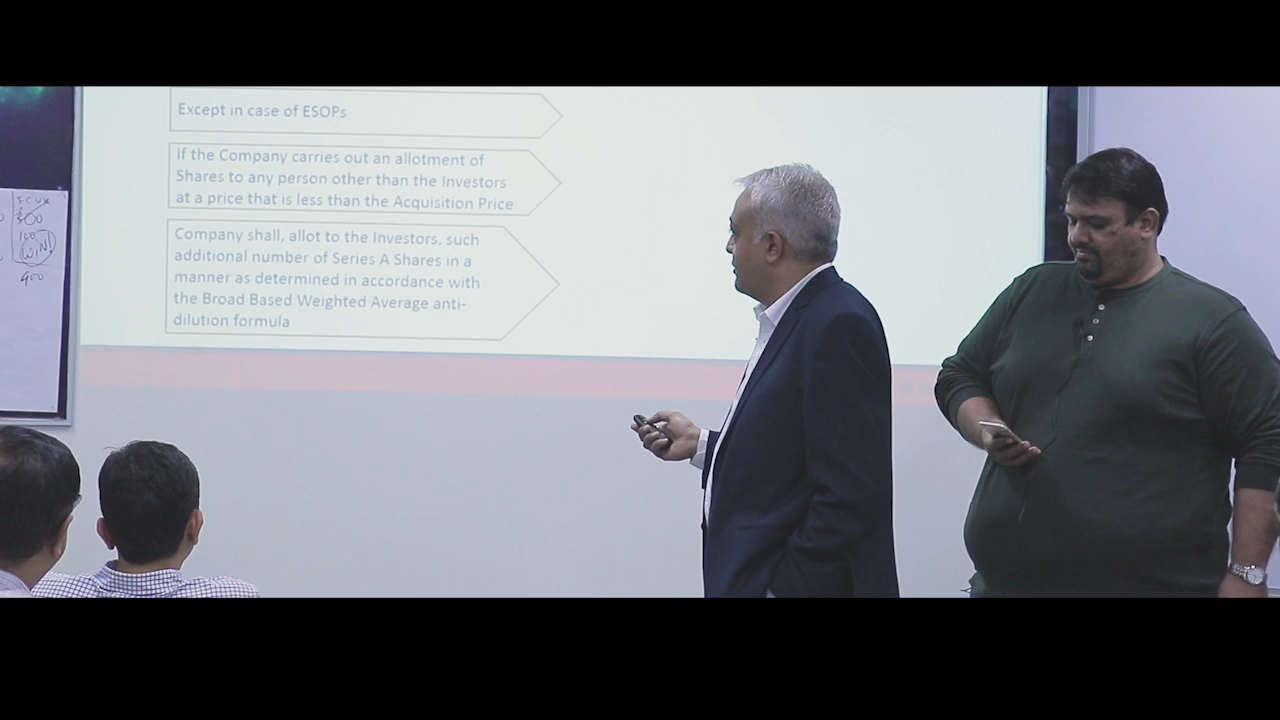 Except in case of ESOPs
If the Company carries out an allotment of
Shares to any person other than the Investors
at a price that is less than the Acquisition Price
Company shall, allot to the Investors, such
additional number of Series A Shares in a
manner as determined in accordance with
the Broad Based Weighted Average anti-
dilution formula
100
WIN!
400